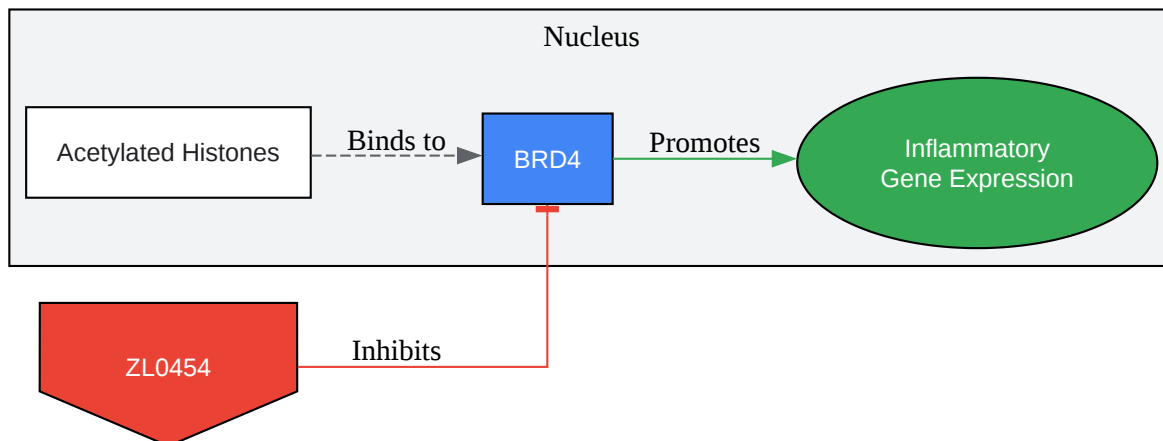 Nucleus
Acetylated Histones
Binds to
BRD4
Promotes
Inflammatory
Gene Expression
ZL0454
Inhibits